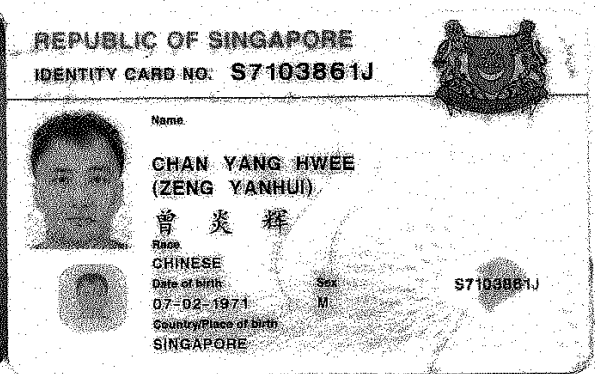 REPUBLIC OF SINGAPORE
IDENTITY CARD NO. S7103861J
Name
CHAN YANG HWEE
(ZENG YANHUI)
曾 炎 辉
Race
CHINESE
Date of birth Sex
07-02-1971 M
S7103861J
Country/Place of birth
SINGAPORE